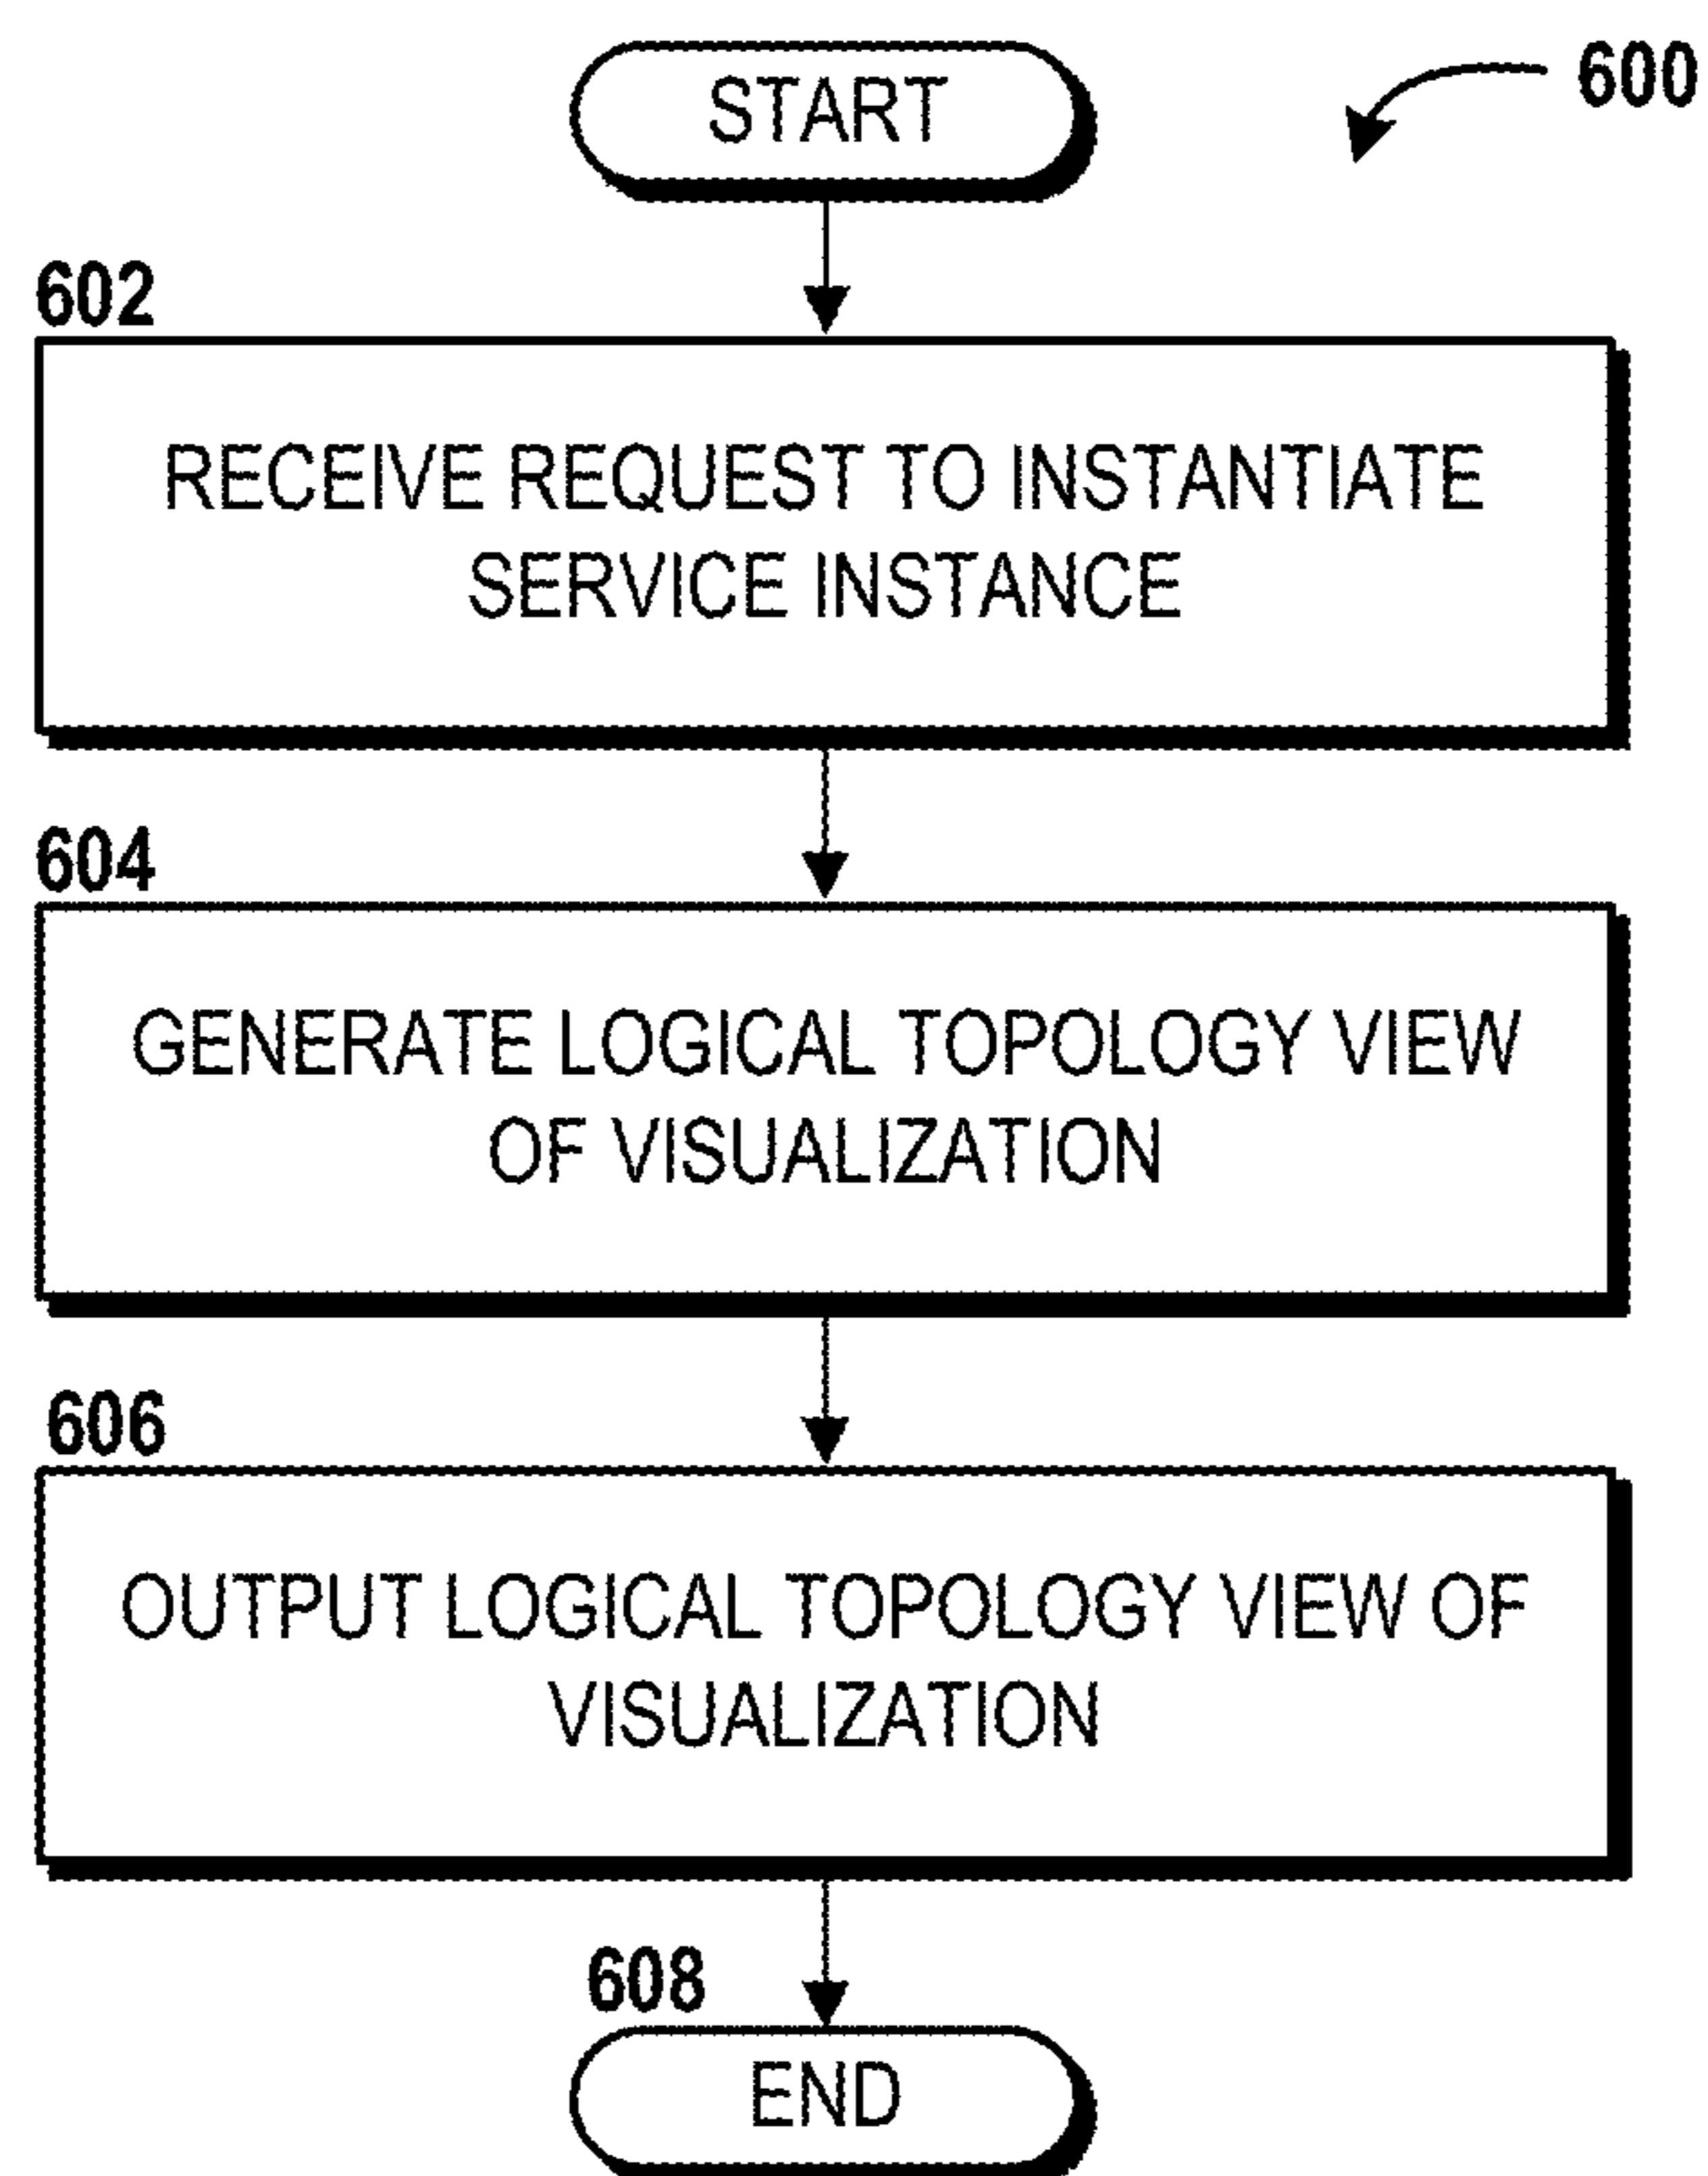 START
600
602
RECEIVE REQUEST TO INSTANTIATE
SERVICE INSTANCE
604
GENERATE LOGICAL TOPOLOGY VIEW
OF VISUALIZATION
606
OUTPUT LOGICAL TOPOLOGY VIEW OF
VISUALIZATION
608
END